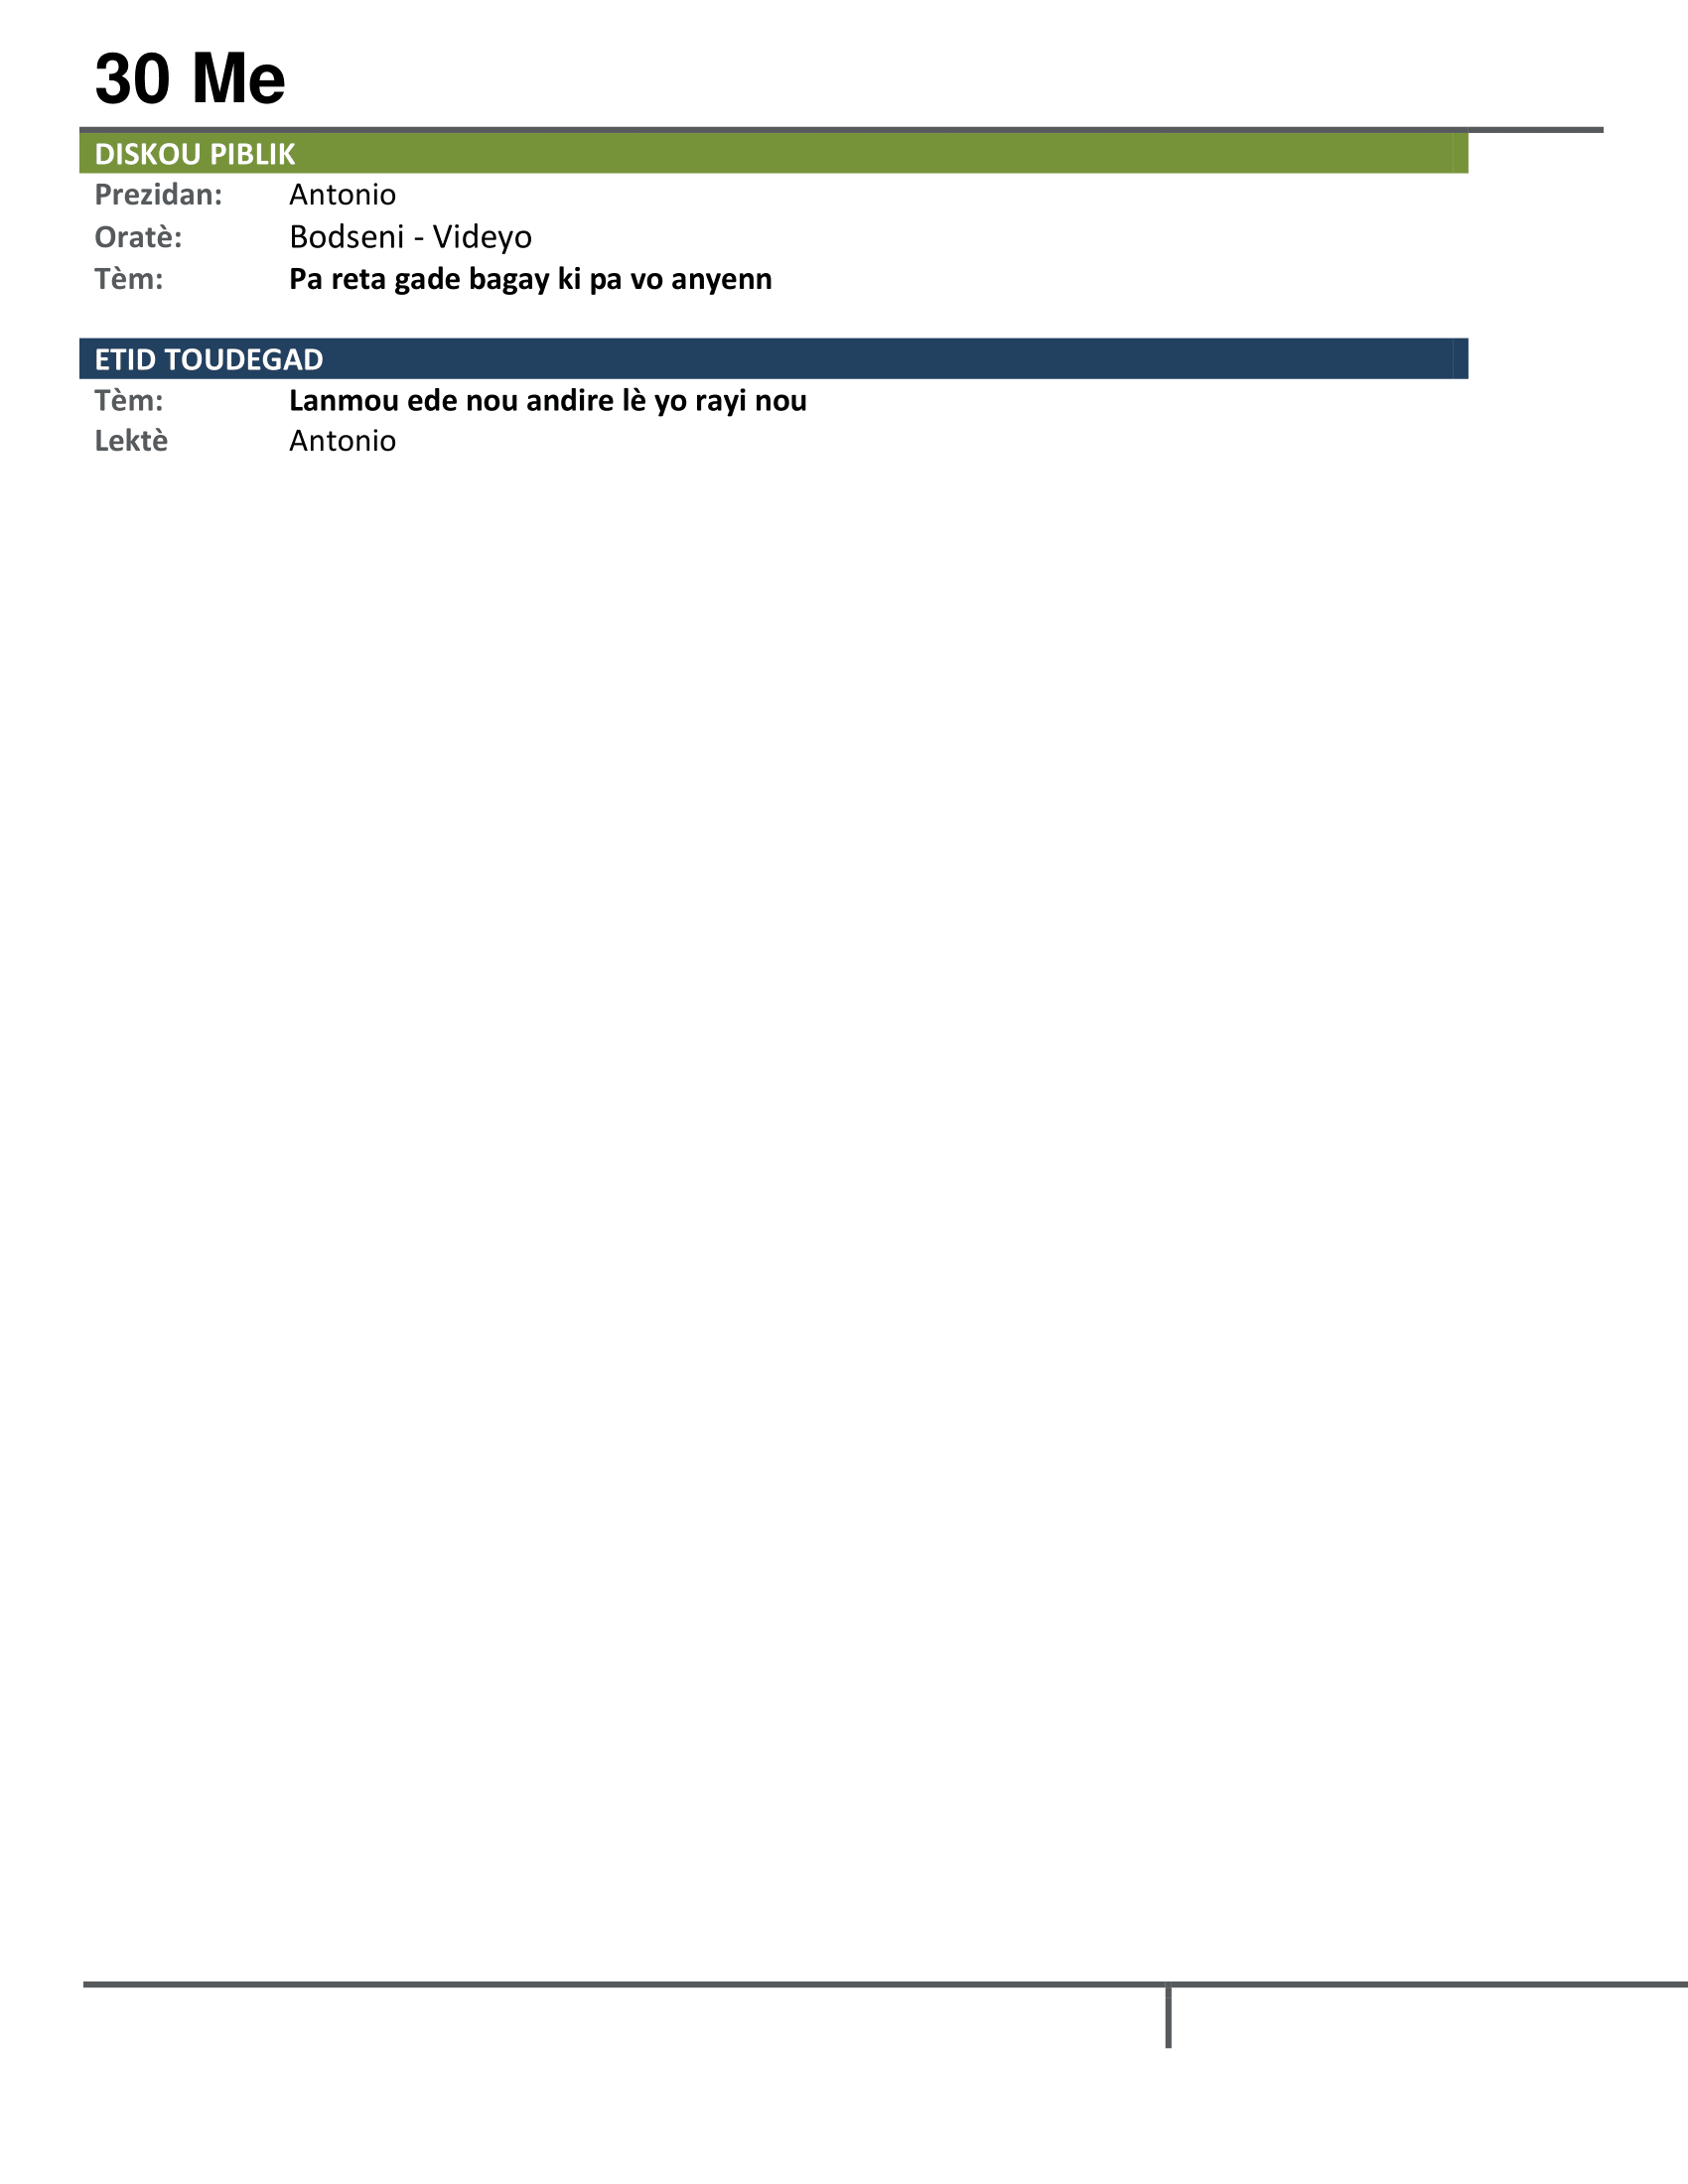 30 Me
DISKOU PIBLIK
Prezidan: Antonio
Oratè: Bodseni - Videyo
Tèm: Pa reta gade bagay ki pa vo anyenn
ETID TOUDEGAD
Tèm: Lanmou ede nou andire lè yo rayi nou
Lektè Antonio